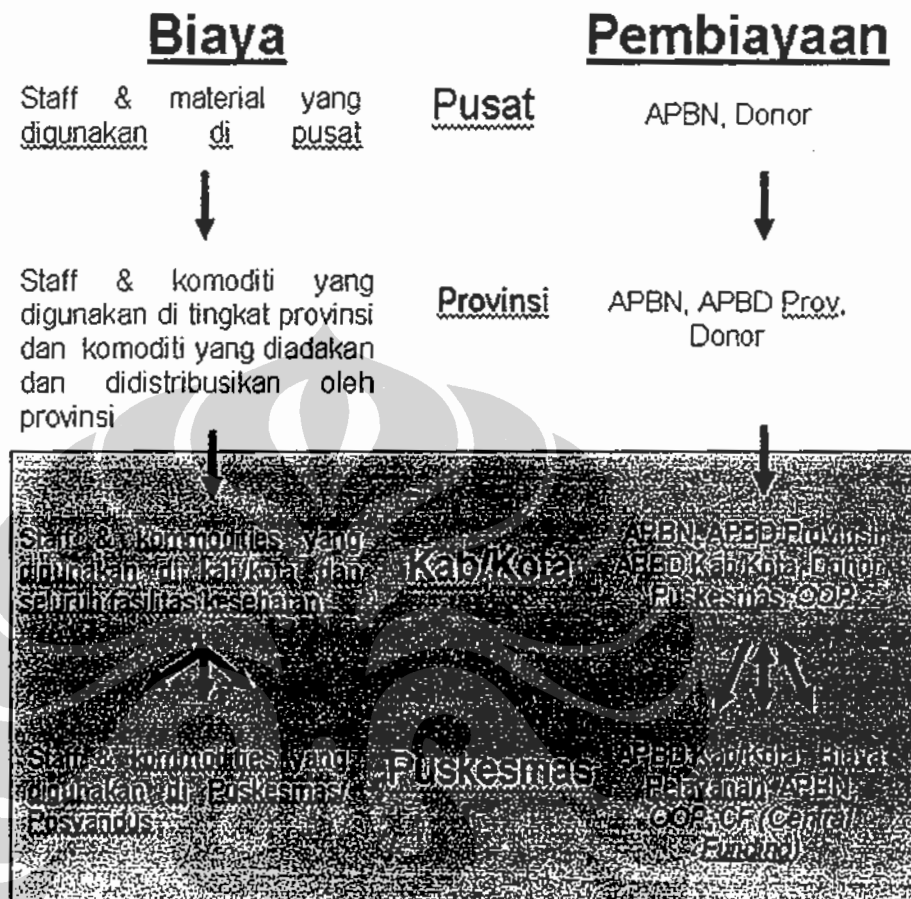 Biaya
Pembiayaan
Staff & material yang
digunakan di pusat
Pusat
APBN, Donor
Staff & komoditi yang
digunakan di tingkat provinsi
dan komoditi yang diadakan
dan didistribusikan oleh
provinsi
Provinsi
APBN, APBD Prov,
Donor
Staff & kommodities yang
digunakan di kab/kota dan
seluruh fasilitas kesehatan
Kab/Kota
APBN, APBD Provinsi,
APBD Kab/Kota, Donor,
Puskesmas, OOP
Staff & kommodities yang
digunakan di Puskesmas/
Posyandus
Puskesmas
APBD Kab/Kota, Biaya
Pelayanan APBN,
OOP, CF (Central
Funding)